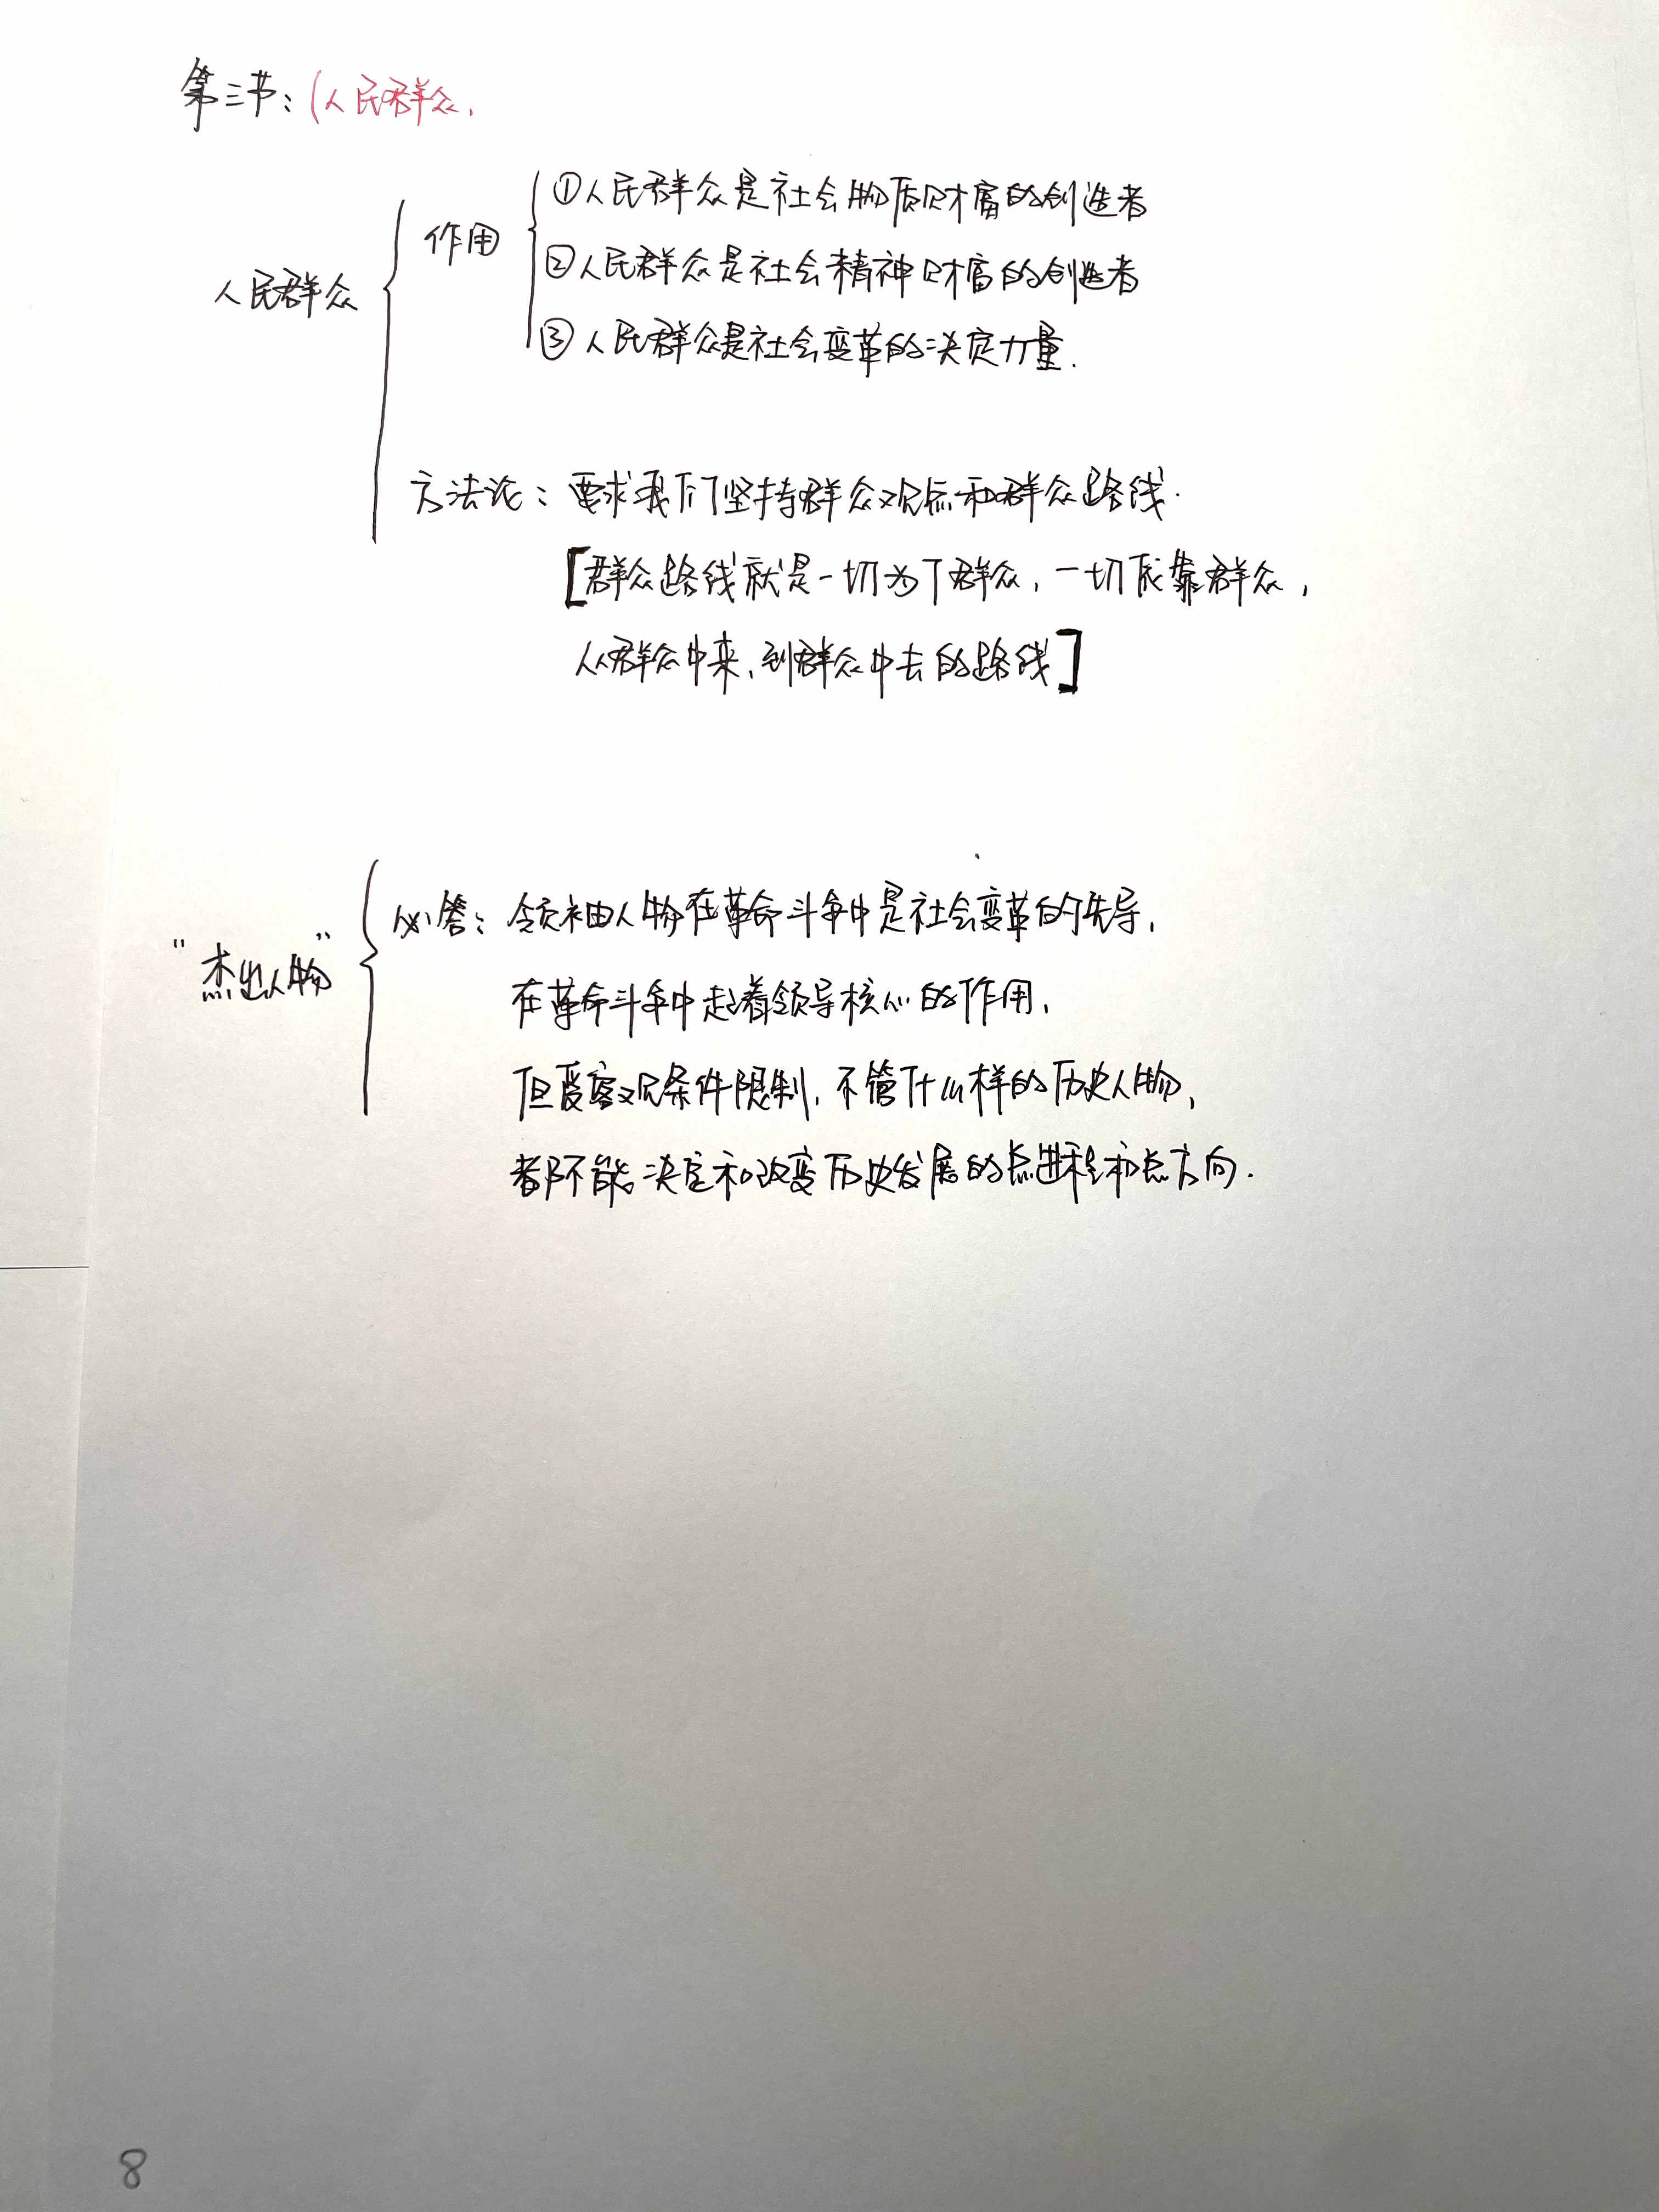 第三节：(人民群众.
人民群众
作用
①人民群众是社会物质财富的创造者
②人民群众是社会精神财富的创造者
③人民群众是社会变革的决定力量.
方法论：要求我们坚持群众观点和群众路线.
[群众路线就是一切为了群众，一切依靠群众，
从群众中来，到群众中去的路线]
"杰出人物"
必答：领袖人物在革命斗争中是社会变革的先导，
在革命斗争中起着领导核心的作用，
但受客观条件限制，不管什么样的历史人物，
都不能决定和改变历史发展的总进程和总方向.
8